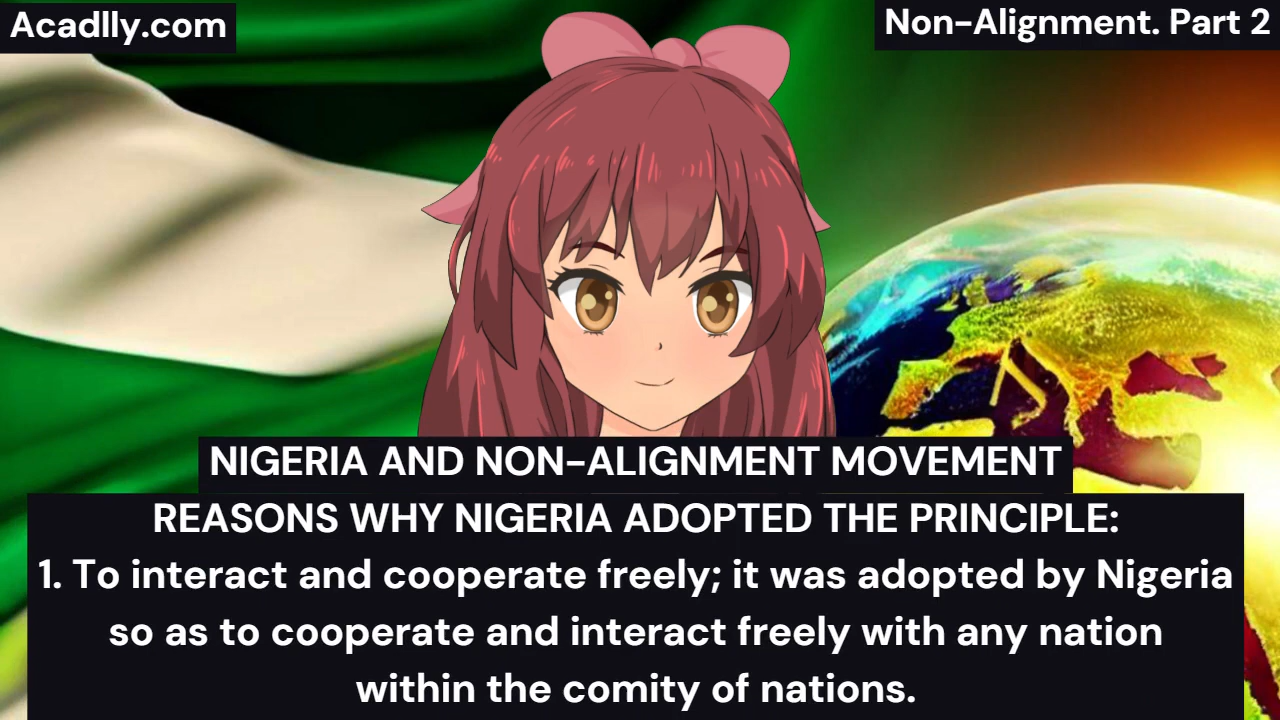 Acadlly.com
Non-Alignment. Part 2
NIGERIA AND NON-ALIGNMENT MOVEMENT
REASONS WHY NIGERIA ADOPTED THE PRINCIPLE:
1. To interact and cooperate freely; it was adopted by Nigeria
so as to cooperate and interact freely with any nation
within the comity of nations.